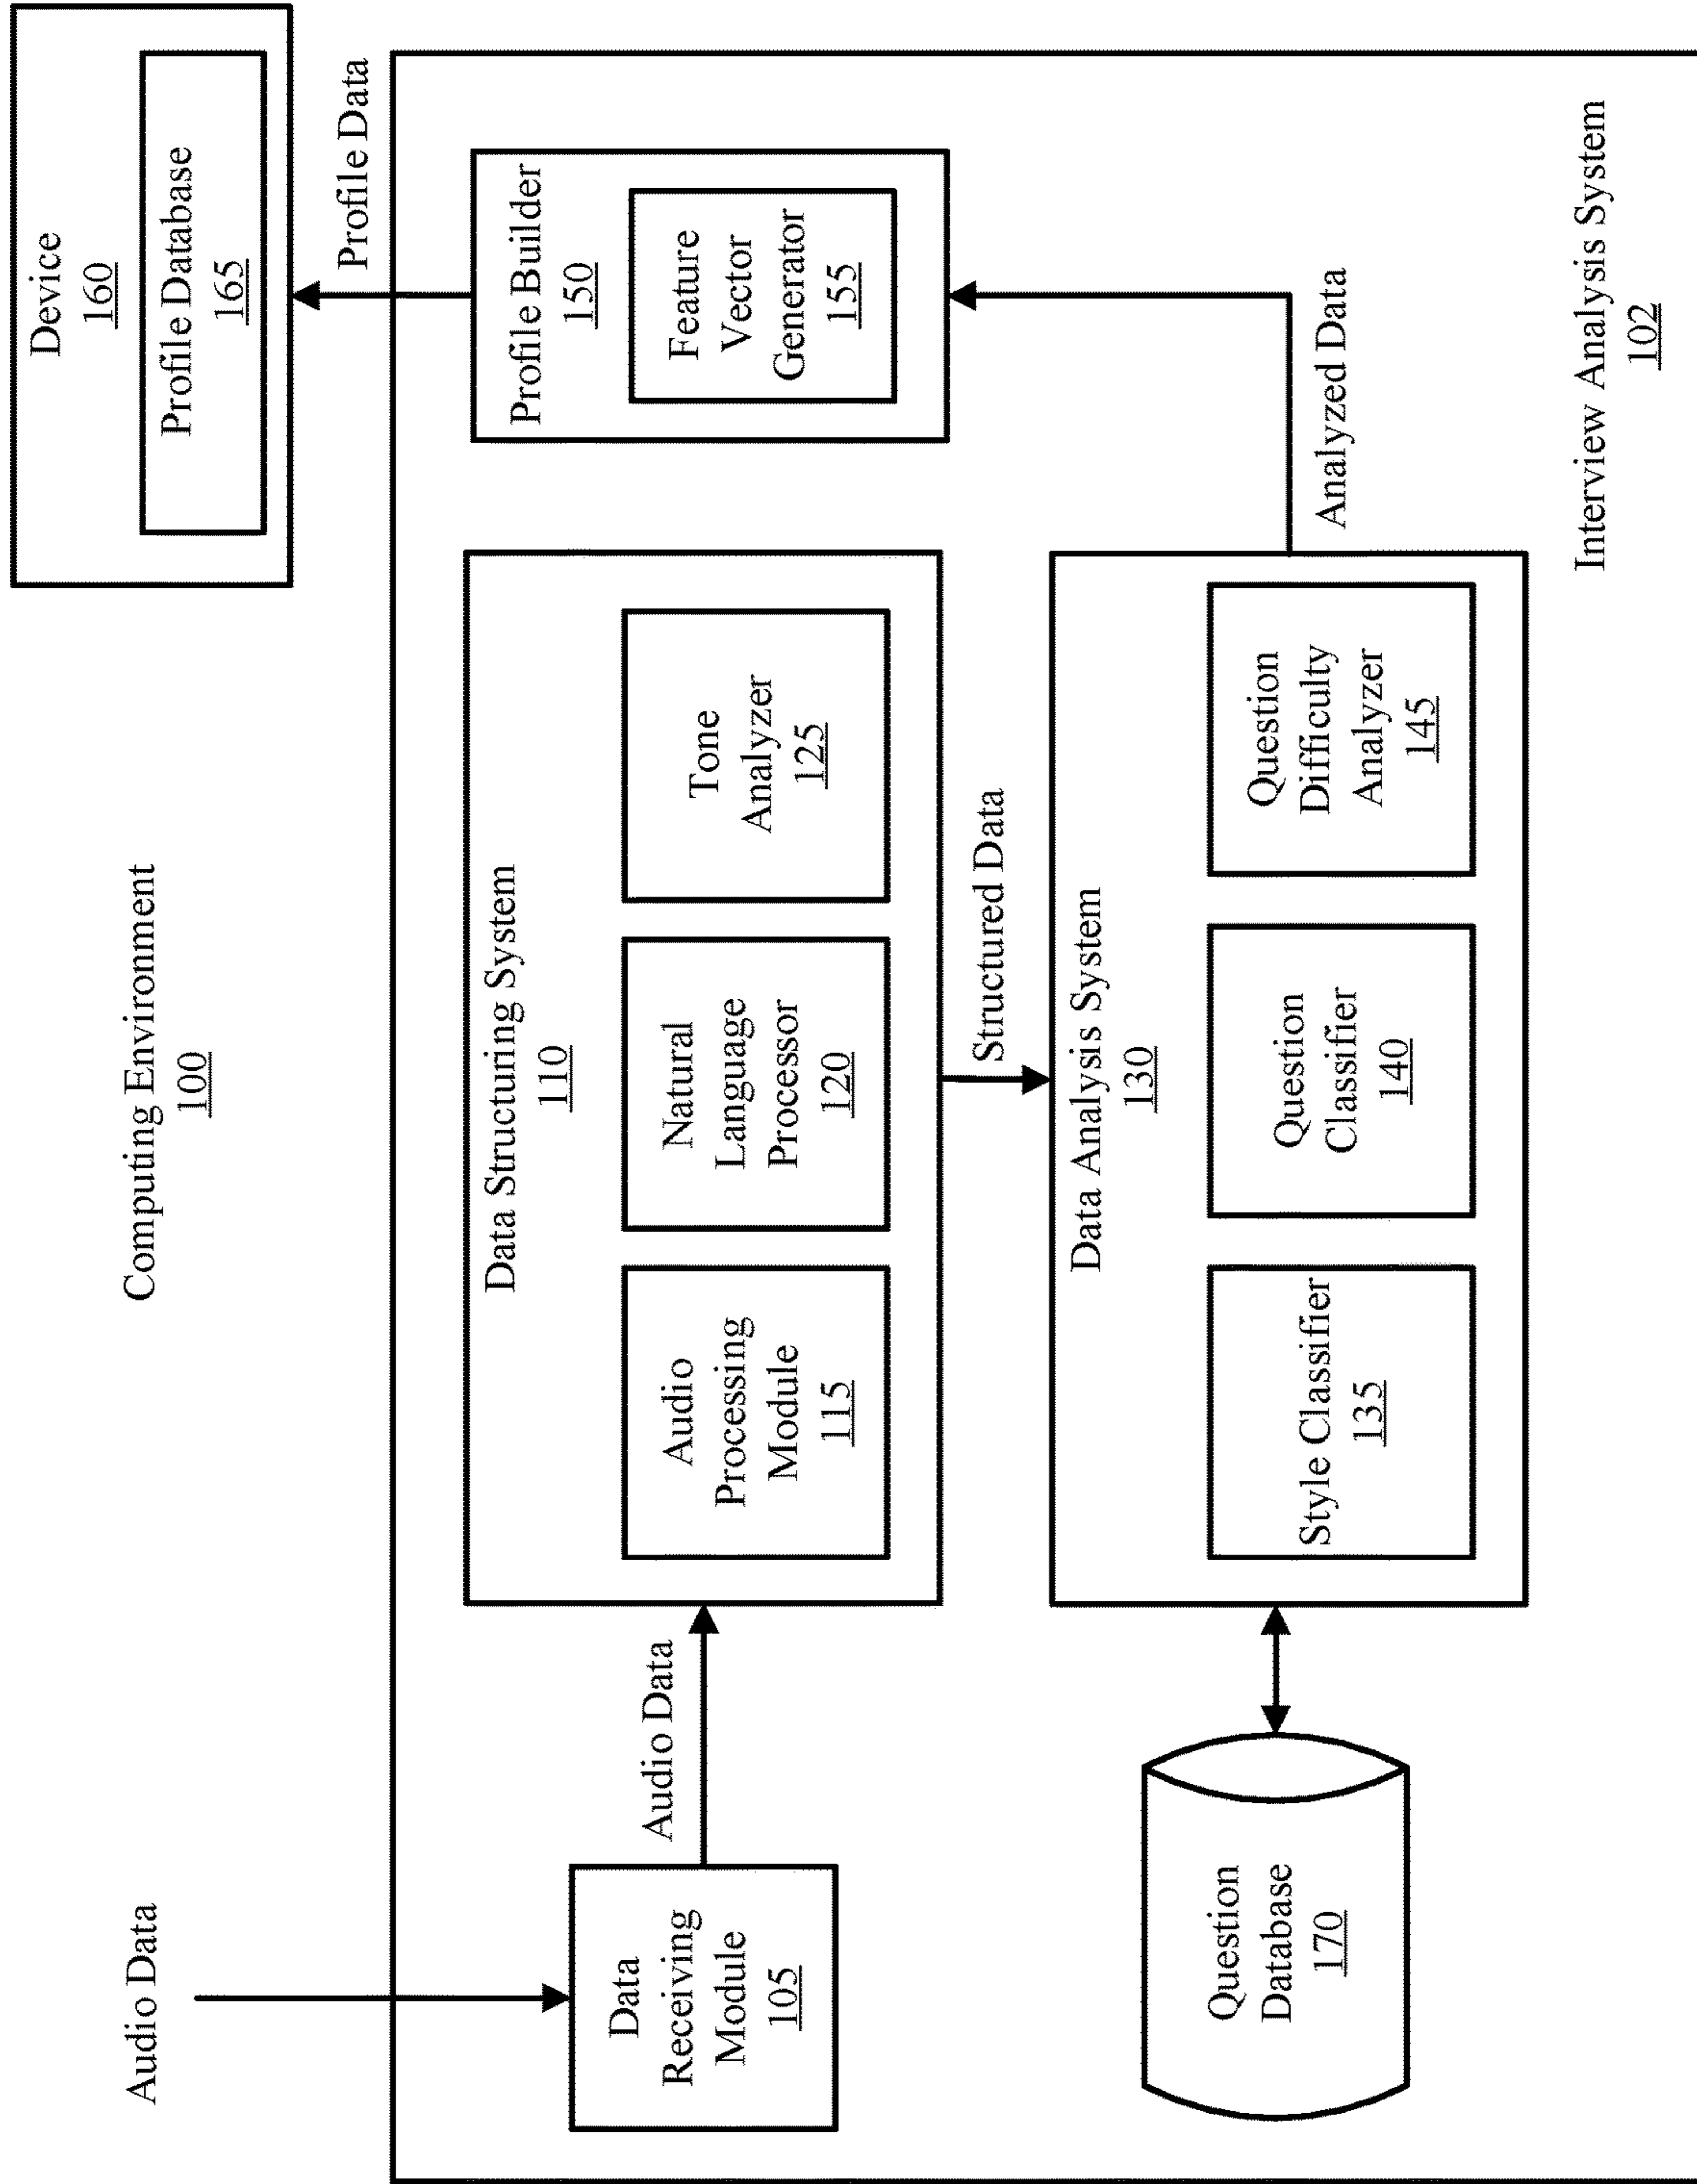 Computing Environment
100
Audio Data
Device
160
Profile Database
165
Profile Data
Data
Receiving
Module
105
Audio Data
Data Structuring System
110
Audio
Processing
Module
115
Natural
Language
Processor
120
Tone
Analyzer
125
Profile Builder
150
Feature
Vector
Generator
155
Structured Data
Question
Database
170
Data Analysis System
130
Style Classifier
135
Question
Classifier
140
Question
Difficulty
Analyzer
145
Analyzed Data
Interview Analysis System
102